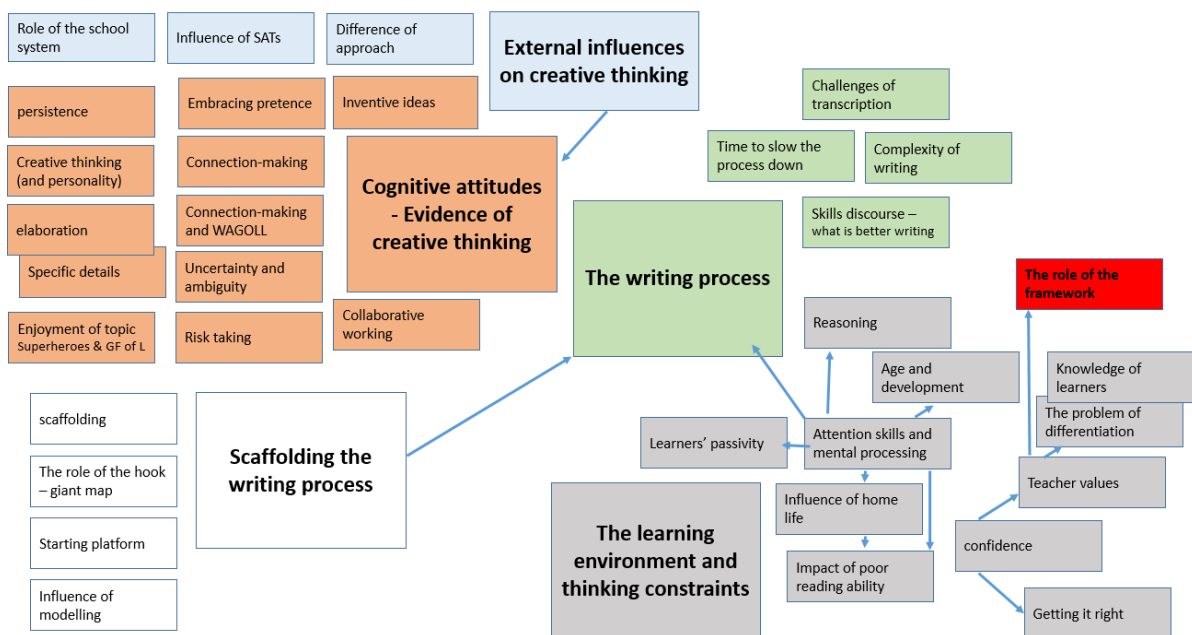 Role of the school
system
Influence of SATs
Difference of
approach
External influences
on creative thinking
persistence
Embracing pretence
Inventive ideas
Creative thinking
(and personality)
Connection-making
Cognitive attitudes
- Evidence of
creative thinking
elaboration
Connection-making
and WAGOLL
Specific details
Uncertainty and
ambiguity
Enjoyment of topic
Superheroes & GF of L
Risk taking
Collaborative
working
Challenges of
transcription
Time to slow the
process down
Complexity of
writing
Skills discourse –
what is better writing
The writing process
The role of the
framework
Reasoning
Age and
development
Knowledge of
learners
The problem of
differentiation
Learners’ passivity
Attention skills and
mental processing
Teacher values
Influence of home
life
confidence
Impact of poor
reading ability
Getting it right
The learning
environment and
thinking constraints
scaffolding
The role of the hook
– giant map
Starting platform
Influence of
modelling
Scaffolding the
writing process